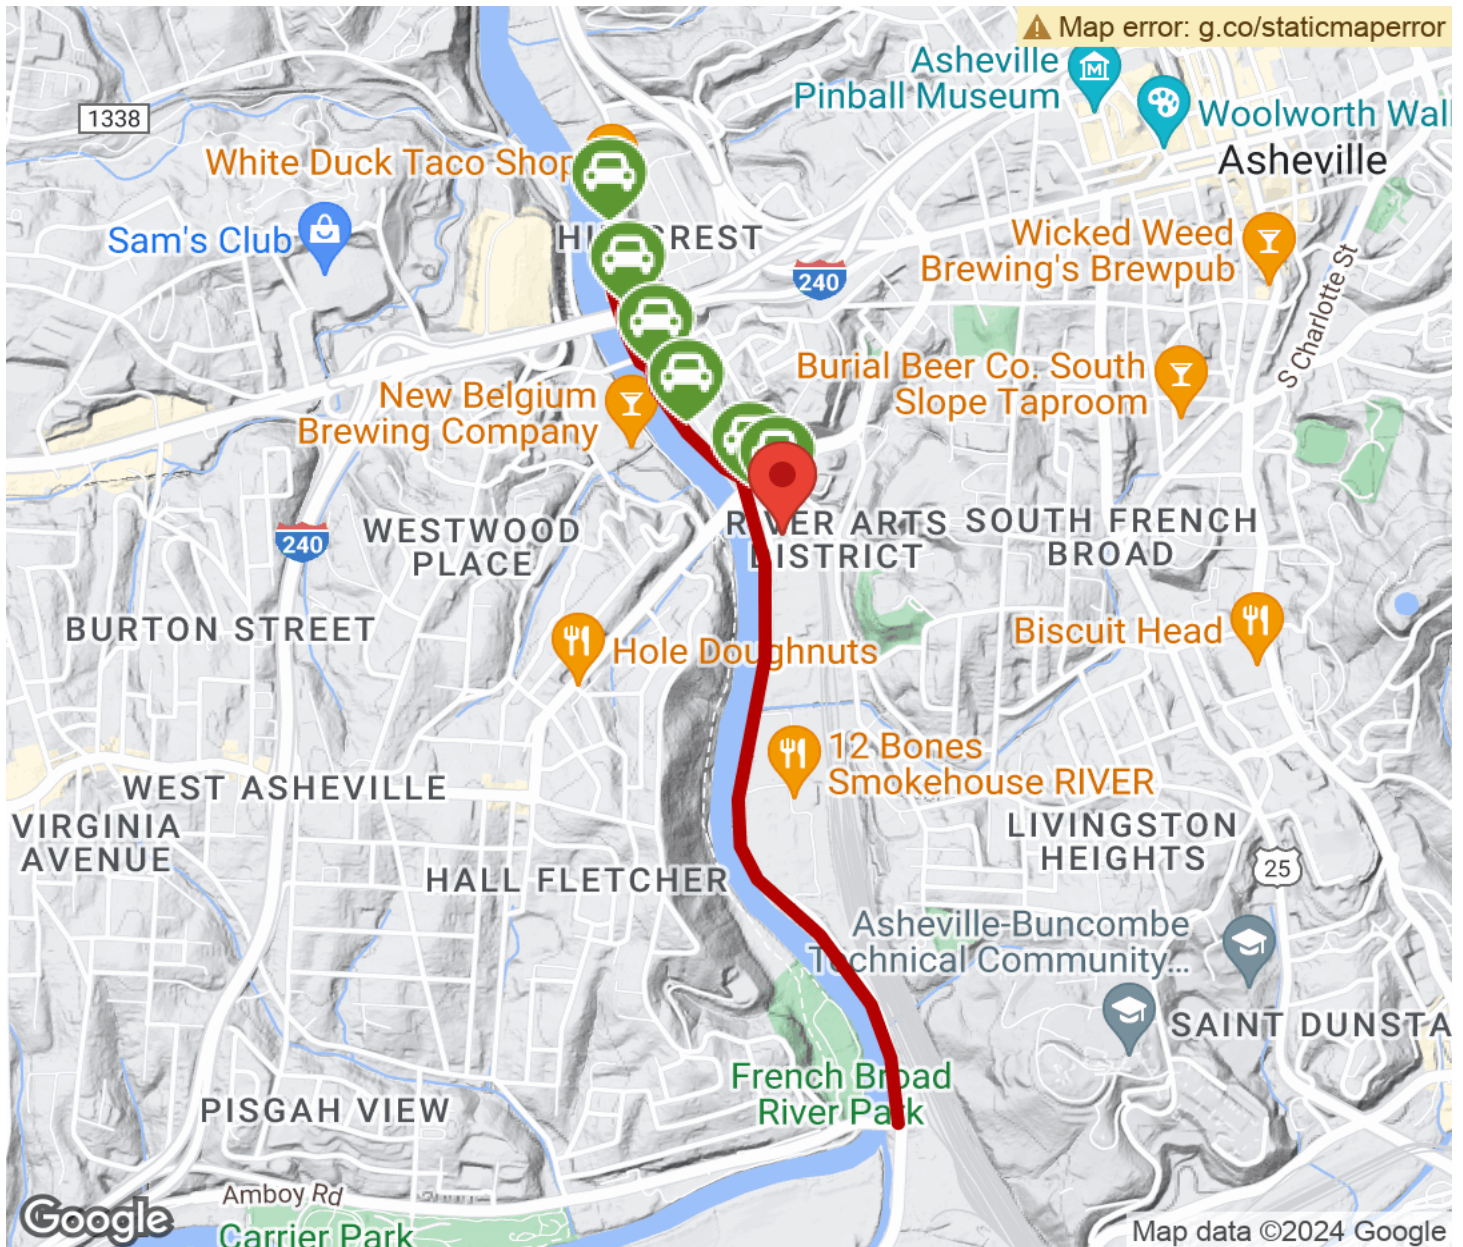 Map error: g.co/staticmaperror
Asheville
Pinball Museum
1338
Woolworth Wal
White Duck Taco Shop
Asheville
Sam's Club
CREST
Wicked Weed
Brewing's Brewpub
240
S Charlotte St
Burial Beer Co. South
Slope Taproom
New Belgium
Brewing Company
240
WESTWOOD
PLACE
RIVER ARTS
DISTRICT
SOUTH FRENCH
BROAD
BURTON STREET
Hole Doughnuts
Biscuit Head
12 Bones
Smokehouse RIVER
WEST ASHEVILLE
VIRGINIA
AVENUE
LIVINGSTON
HEIGHTS
25
HALL FLETCHER
Asheville-Buncombe
Technical Community...
SAINT DUNSTA
French Broad
River Park
PISGAH VIEW
Amboy Rd
Google
Carrier Park
Map data ©2024 Google